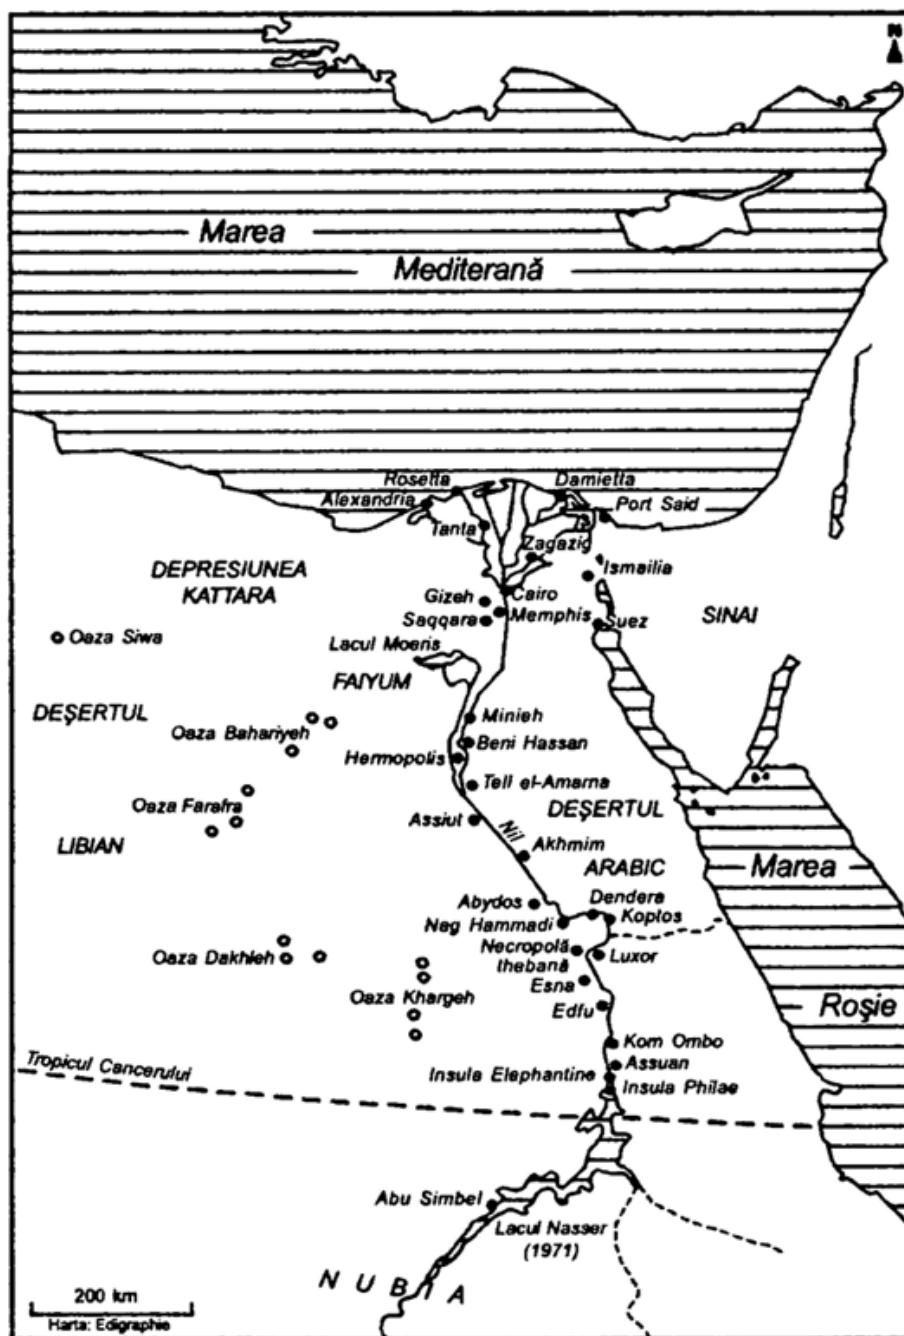 N
Marea
Mediterană
Rosetta
Damietta
Alexandria
Port Said
Tanta
Zagazig
DEPRESIUNEA
KATTARA
Ismailia
Cairo
Gizeh
Memphis
Saqqara
Suez
SINAI
Oaza Siwa
Lacul Moeris
FAIYUM
DEŞERTUL
Minieh
Oaza Bahariyeh
Beni Hassan
Hermopolis
Tell el-Amarna
Oaza Farafra
DEŞERTUL
Assiut
Nil
LIBIAN
Akhmim
ARABIC
Marea
Abydos
Dendera
Neg Hammadi
Koptos
Necropolă
thebană
Luxor
Oaza Dakhleh
Esna
Oaza Khargeh
Edfu
Roşie
Kom Ombo
Tropicul Cancerului
Assuan
Insula Elephantine
Insula Philae
Abu Simbel
Lacul Nasser
(1971)
NUBIA
200 km
Harta: Edigraphie